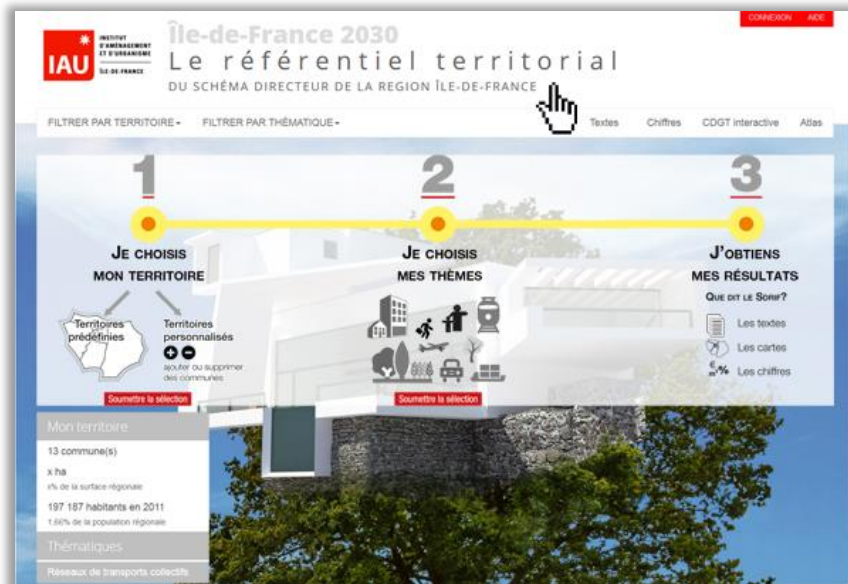 CONNEXION AIDE
IAU
INSTITUT
D'AMÉNAGEMENT
ET D'URBANISME
ÎLE-DE-FRANCE
Île-de-France 2030
Le référentiel territorial
DU SCHÉMA DIRECTEUR DE LA REGION ÎLE-DE-FRANCE
FILTRER PAR TERRITOIRE FILTRER PAR THÉMATIQUE Textes Chiffres CDGT interactive Atlas
1 2 3
JE CHOISIS
MON TERRITOIRE
Territoires
prédéfinies
Territoires
personnalisés
ajouter ou supprimer
des communes
Soumettre la sélection
JE CHOISIS
MES THÈMES
Soumettre la sélection
J'OBTIENS
MES RÉSULTATS
QUE DIT LE SDRIF?
Les textes
Les cartes
€ m² % Les chiffres
Mon territoire
13 commune(s)
x ha
x% de la surface régionale
197 187 habitants en 2011
1.66% de la population régionale
Thématiques
Réseaux de transports collectifs